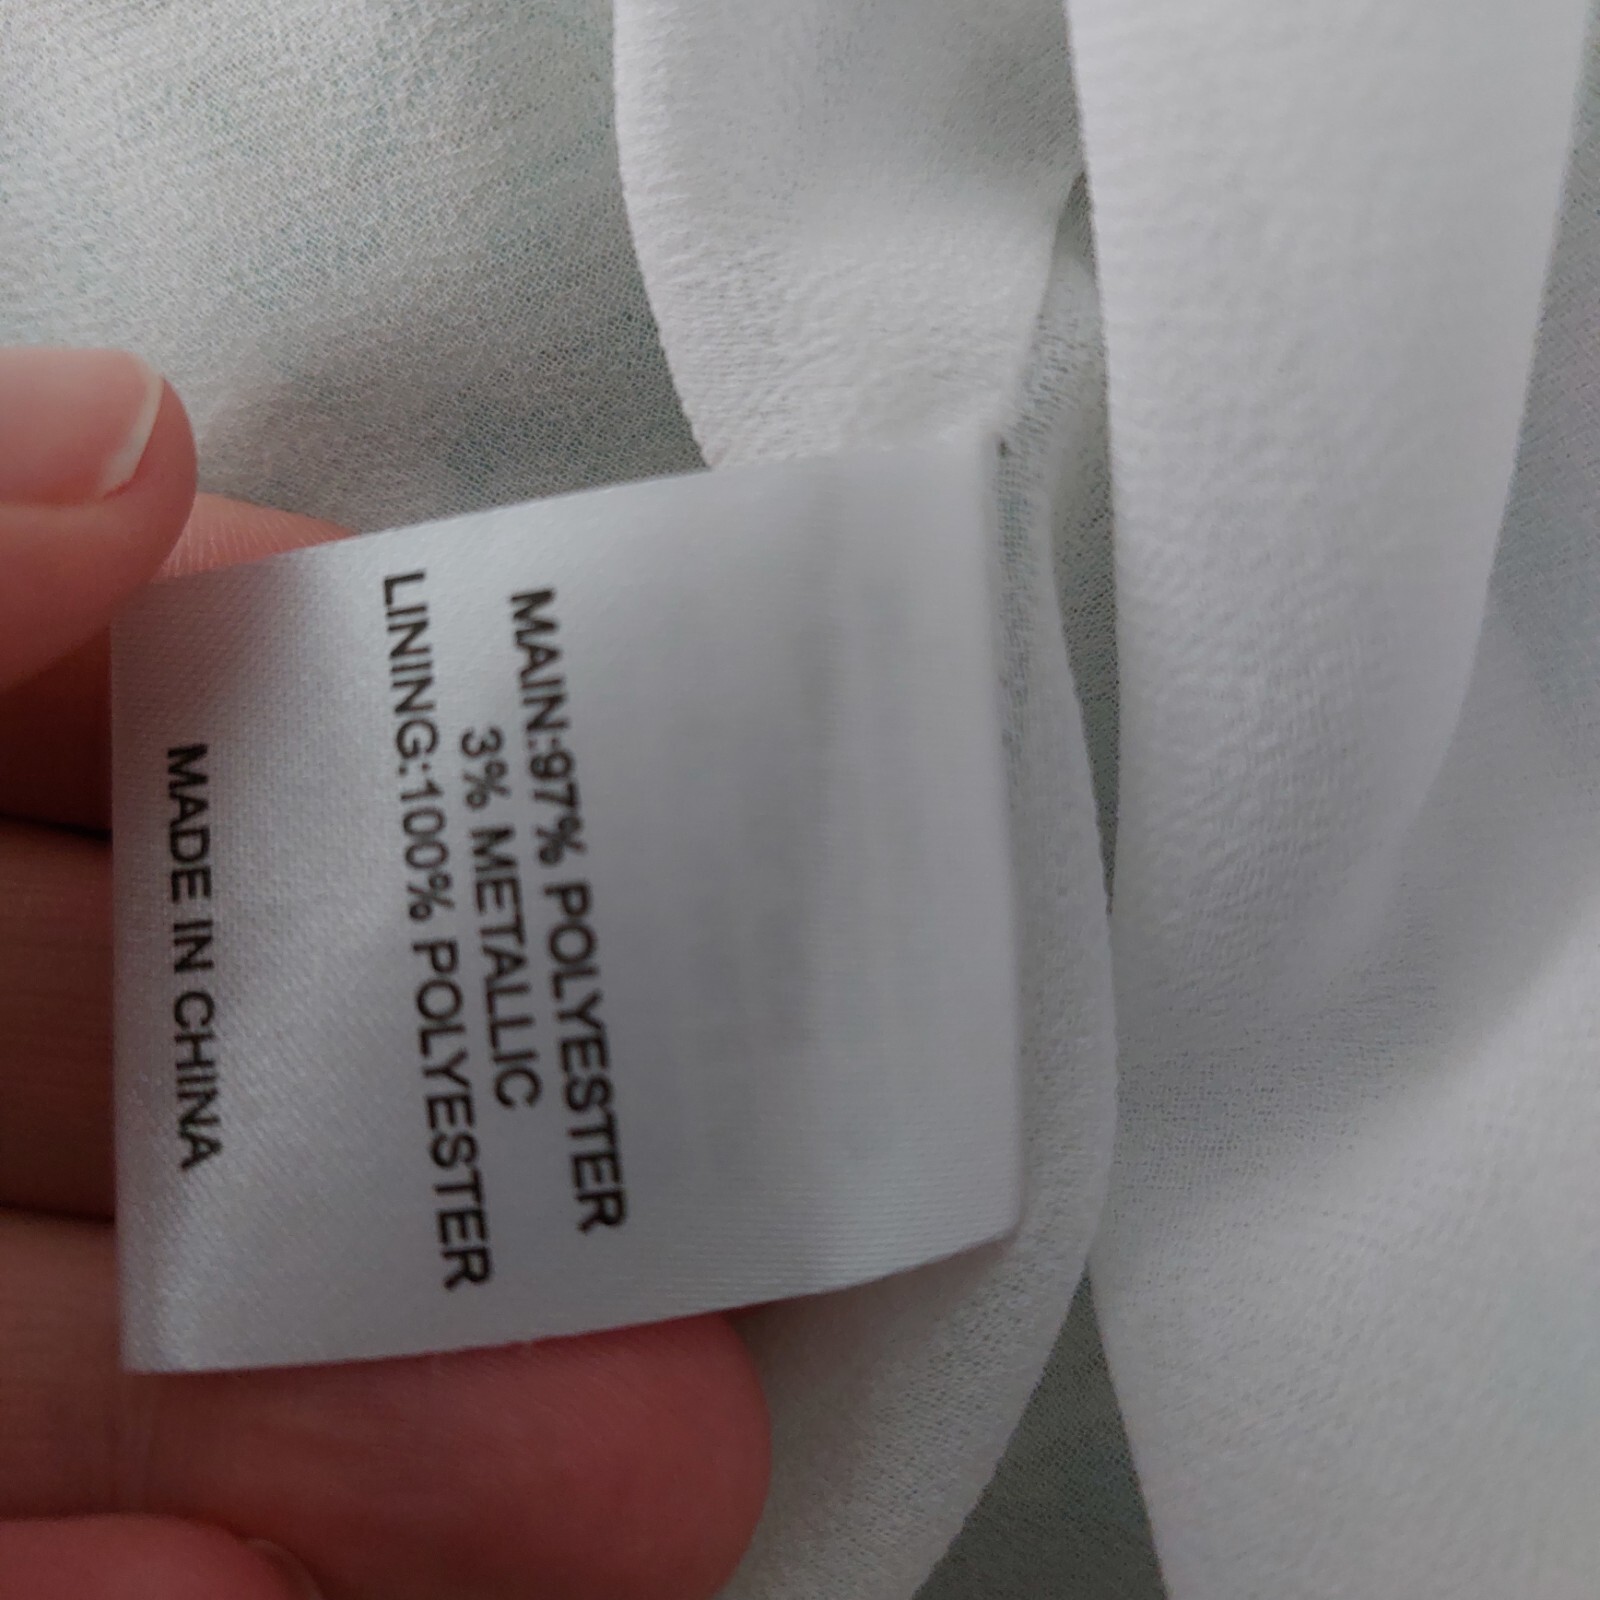 MAIN:97% POLYESTER
3% METALLIC
LINING:100% POLYESTER
MADE IN CHINA